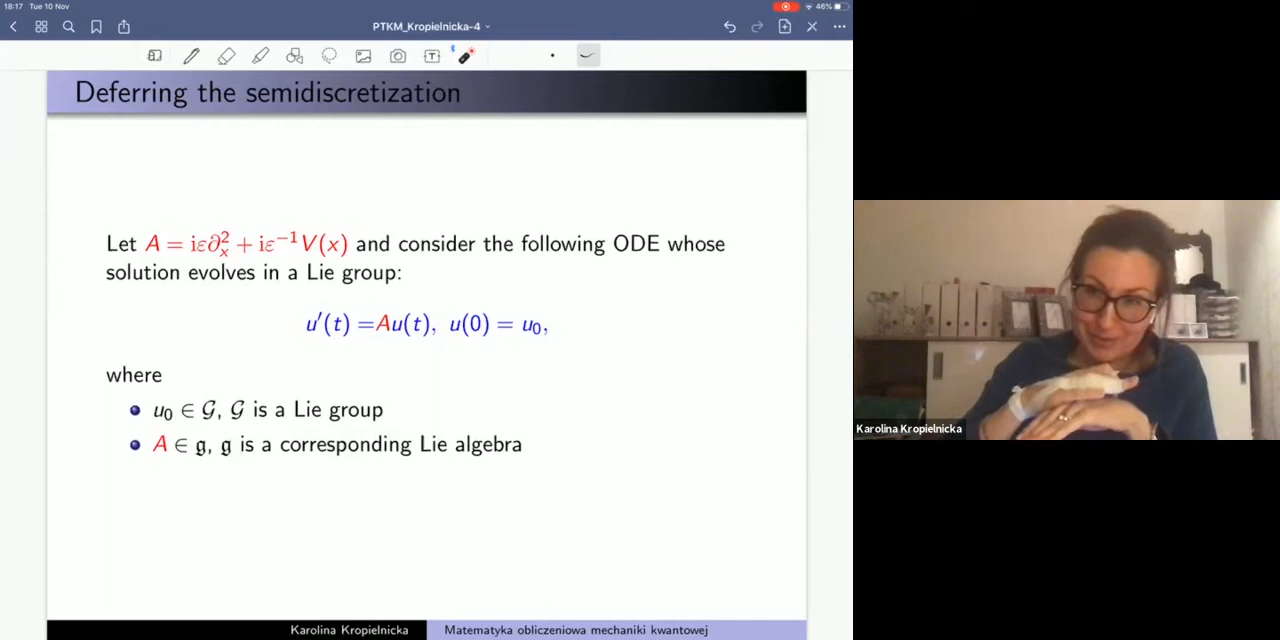 18:17 Tue 10 Nov
46%
PTKM_Kropielnicka-4
T
Deferring the semidiscretization
Let A = iε∂ₓ² + iε⁻¹V(x) and consider the following ODE whose
solution evolves in a Lie group:
u′(t) =Au(t), u(0) = u₀,
where
u₀ ∈ 𝒢, 𝒢 is a Lie group
A ∈ 𝔤, 𝔤 is a corresponding Lie algebra
Karolina Kropielnicka
Karolina Kropielnicka Matematyka obliczeniowa mechaniki kwantowej